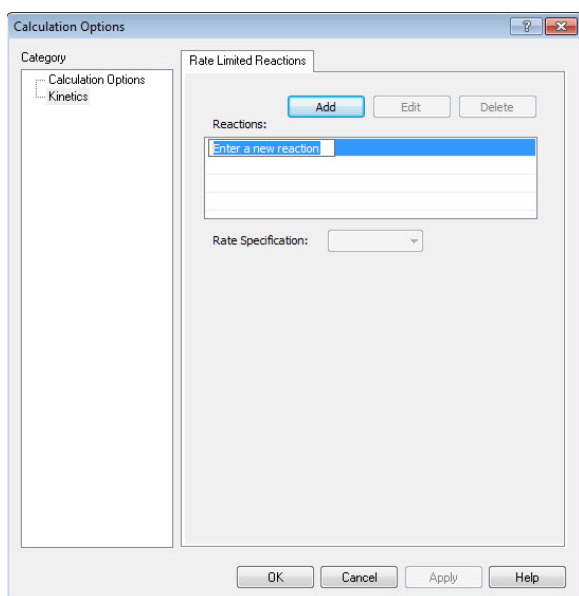 Calculation Options
Category
Calculation Options
Kinetics
Rate Limited Reactions
Add Edit Delete
Reactions:
Enter a new reaction
Rate Specification:
OK Cancel Apply Help